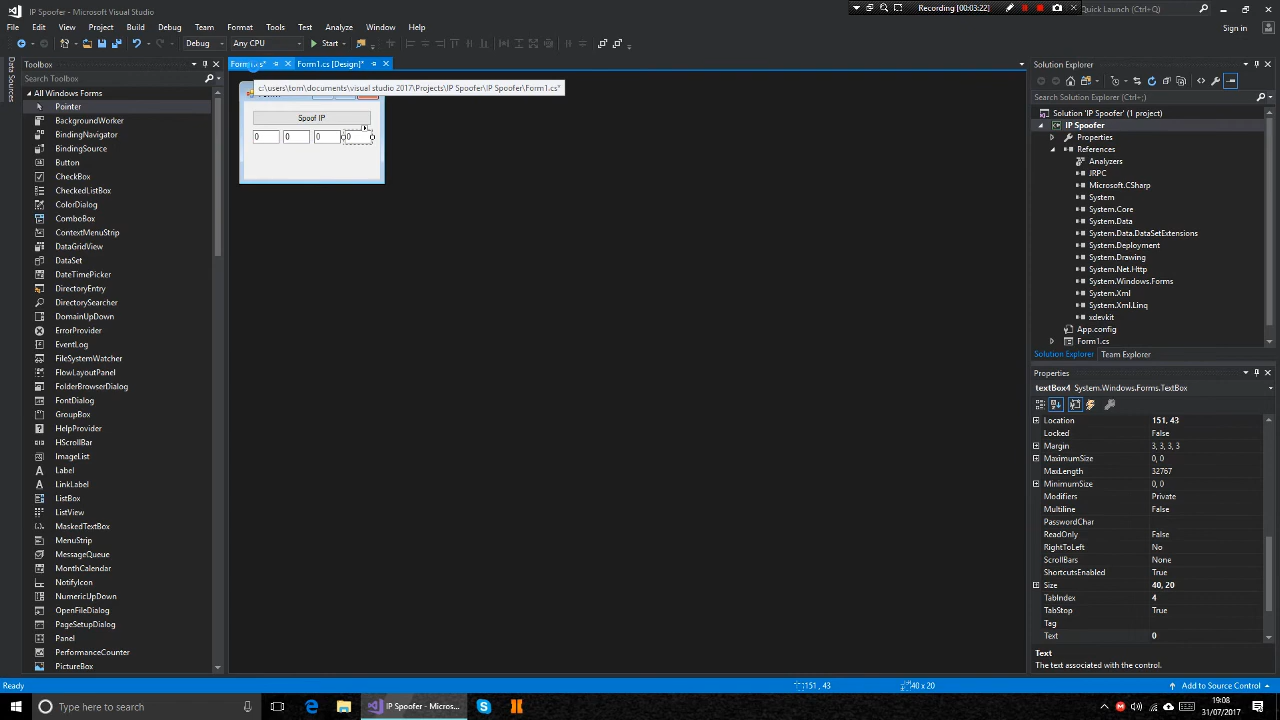 IP Spoofer - Microsoft Visual Studio
Recording [00:03:22]
Quick Launch (Ctrl+Q)
File Edit View Project Build Debug Team Format Tools Test Analyze Window Help
Sign in
Debug Any CPU Start
Data Sources
Toolbox
Form1.cs* Form1.cs [Design]*
Solution Explorer
Search Toolbox
c:\users\tom\documents\visual studio 2017\Projects\IP Spoofer\IP Spoofer\Form1.cs*
All Windows Forms
Pointer
BackgroundWorker
BindingNavigator
BindingSource
Button
CheckBox
CheckedListBox
ColorDialog
ComboBox
ContextMenuStrip
DataGridView
DataSet
DateTimePicker
DirectoryEntry
DirectorySearcher
DomainUpDown
ErrorProvider
EventLog
FileSystemWatcher
FlowLayoutPanel
FolderBrowserDialog
FontDialog
GroupBox
HelpProvider
HScrollBar
ImageList
Label
LinkLabel
ListBox
ListView
MaskedTextBox
MenuStrip
MessageQueue
MonthCalendar
NotifyIcon
NumericUpDown
OpenFileDialog
PageSetupDialog
Panel
PerformanceCounter
PictureBox
Spoof IP
0 0 0 0
Search Solution Explorer (Ctrl+;)
Solution 'IP Spoofer' (1 project)
IP Spoofer
Properties
References
Analyzers
JRPC
Microsoft.CSharp
System
System.Core
System.Data
System.Data.DataSetExtensions
System.Deployment
System.Drawing
System.Net.Http
System.Windows.Forms
System.Xml
System.Xml.Linq
xdevkit
App.config
Form1.cs
Solution Explorer Team Explorer
Properties
textBox4 System.Windows.Forms.TextBox
Location 151, 43
Locked False
Margin 3, 3, 3, 3
MaximumSize 0, 0
MaxLength 32767
MinimumSize 0, 0
Modifiers Private
Multiline False
PasswordChar
ReadOnly False
RightToLeft No
ScrollBars None
ShortcutsEnabled True
Size 40, 20
TabIndex 4
TabStop True
Tag
Text 0
Text
The text associated with the control.
Ready
151 , 43
40 x 20
Add to Source Control
Type here to search
IP Spoofer - Micros...
19:08
31/07/2017